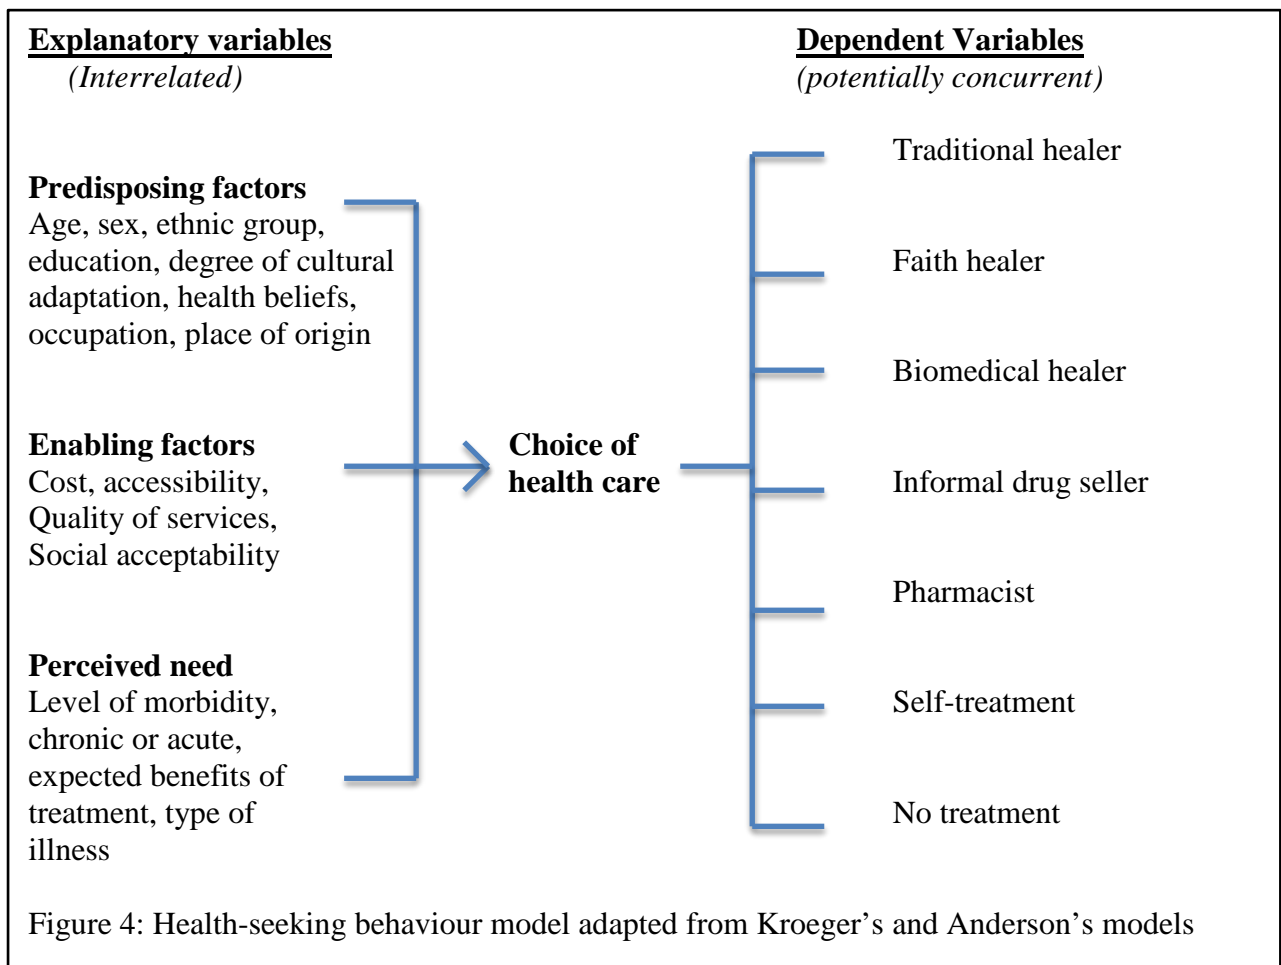 Explanatory variables
(Interrelated)
Predisposing factors
Age, sex, ethnic group,
education, degree of cultural
adaptation, health beliefs,
occupation, place of origin
Enabling factors
Cost, accessibility,
Quality of services,
Social acceptability
Perceived need
Level of morbidity,
chronic or acute,
expected benefits of
treatment, type of
illness
Choice of
health care
Dependent Variables
(potentially concurrent)
Traditional healer
Faith healer
Biomedical healer
Informal drug seller
Pharmacist
Self-treatment
No treatment
Figure 4: Health-seeking behaviour model adapted from Kroeger’s and Anderson’s models